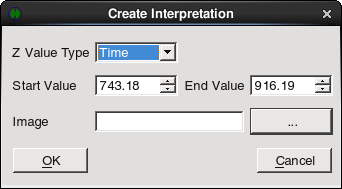 Create Interpretation
Z Value Type Time
Start Value 743.18 End Value 916.19
Image ...
OK Cancel